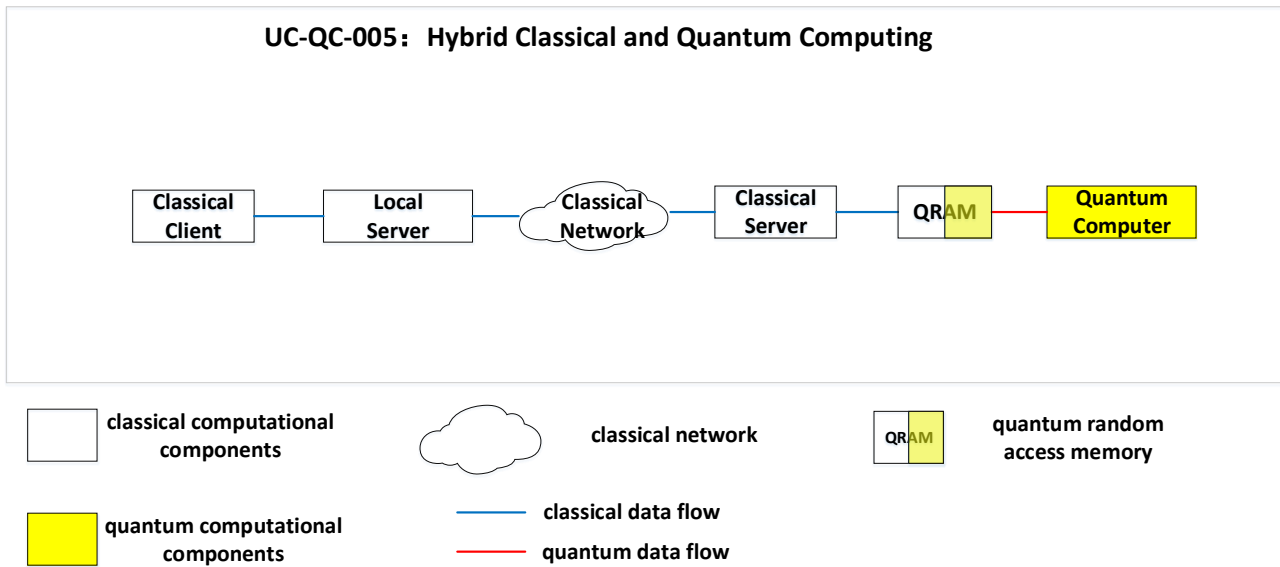 UC-QC-005：Hybrid Classical and Quantum Computing
Classical
Client
Local
Server
Classical
Network
Classical
Server
QRAM
Quantum
Computer
classical computational
components
classical network
QRAM
quantum random
access memory
quantum computational
components
classical data flow
quantum data flow